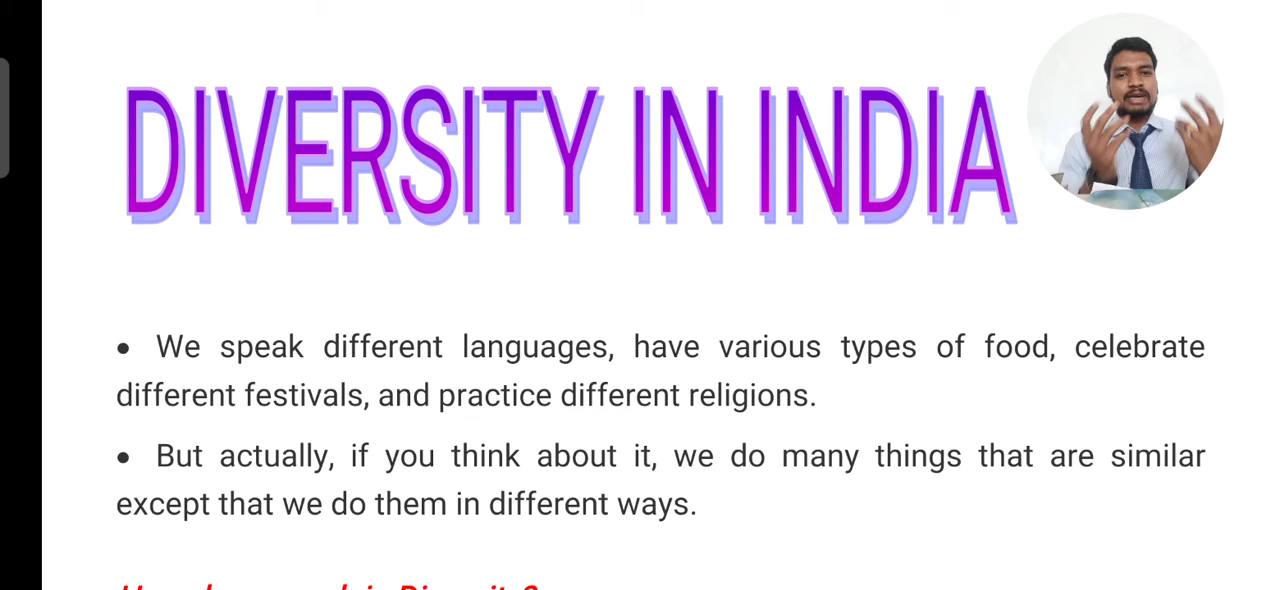 DIVERSITY IN INDIA
• We speak different languages, have various types of food, celebrate
different festivals, and practice different religions.
• But actually, if you think about it, we do many things that are similar
except that we do them in different ways.